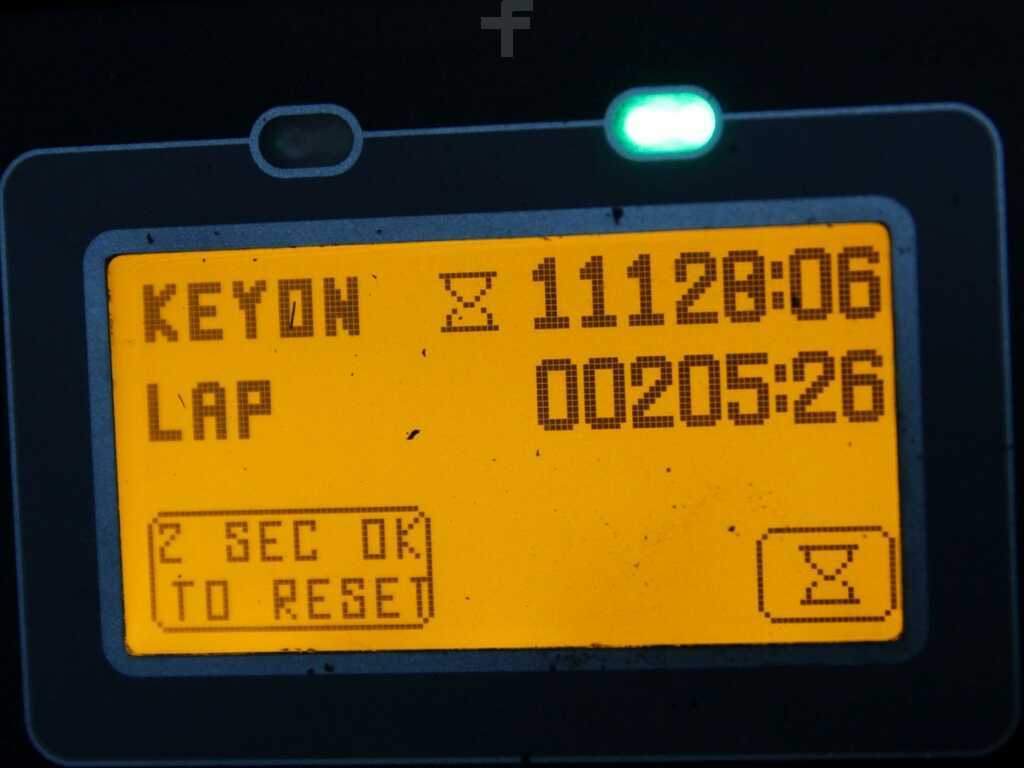 f
KEYON 11128:06
LAP 00205:26
2 SEC OK
TO RESET